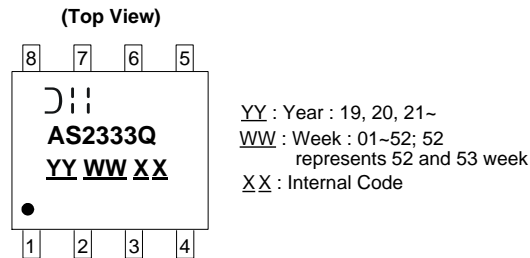 (Top View)
8 7 6 5
AS2333Q
YY WW X X
1 2 3 4
YY : Year : 19, 20, 21~
WW : Week : 01~52; 52
represents 52 and 53 week
X X : Internal Code